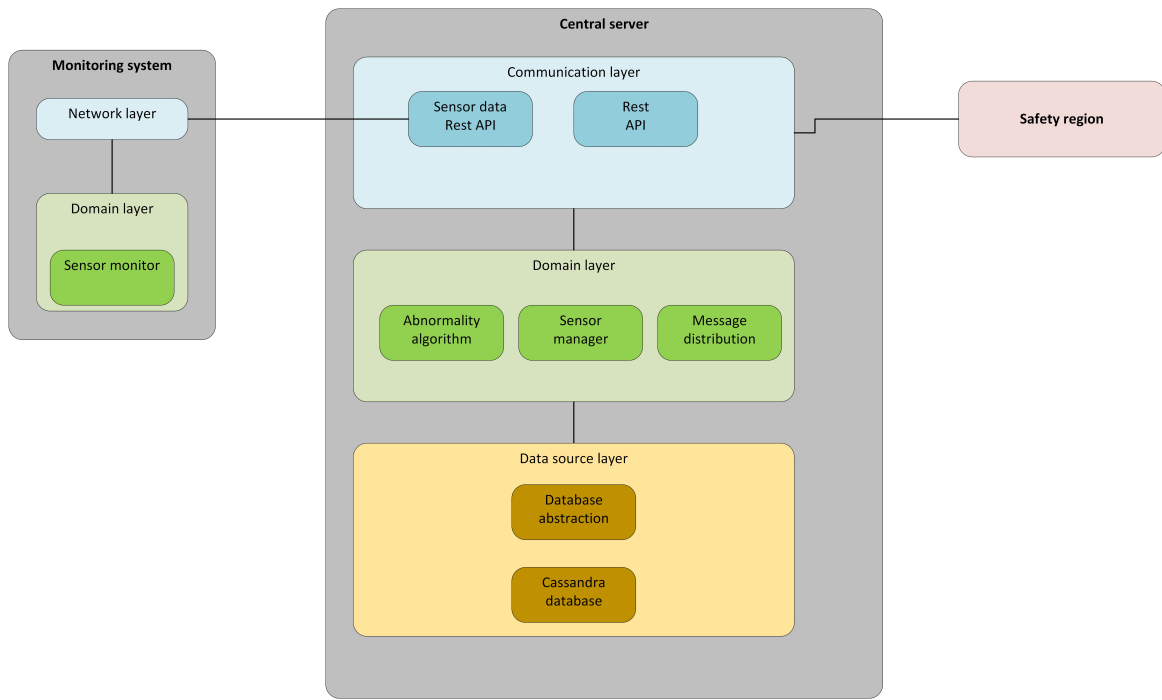 Monitoring system
Network layer
Domain layer
Sensor monitor
Central server
Communication layer
Sensor data
Rest API
Rest
API
Domain layer
Abnormality
algorithm
Sensor
manager
Message
distribution
Data source layer
Database
abstraction
Cassandra
database
Safety region